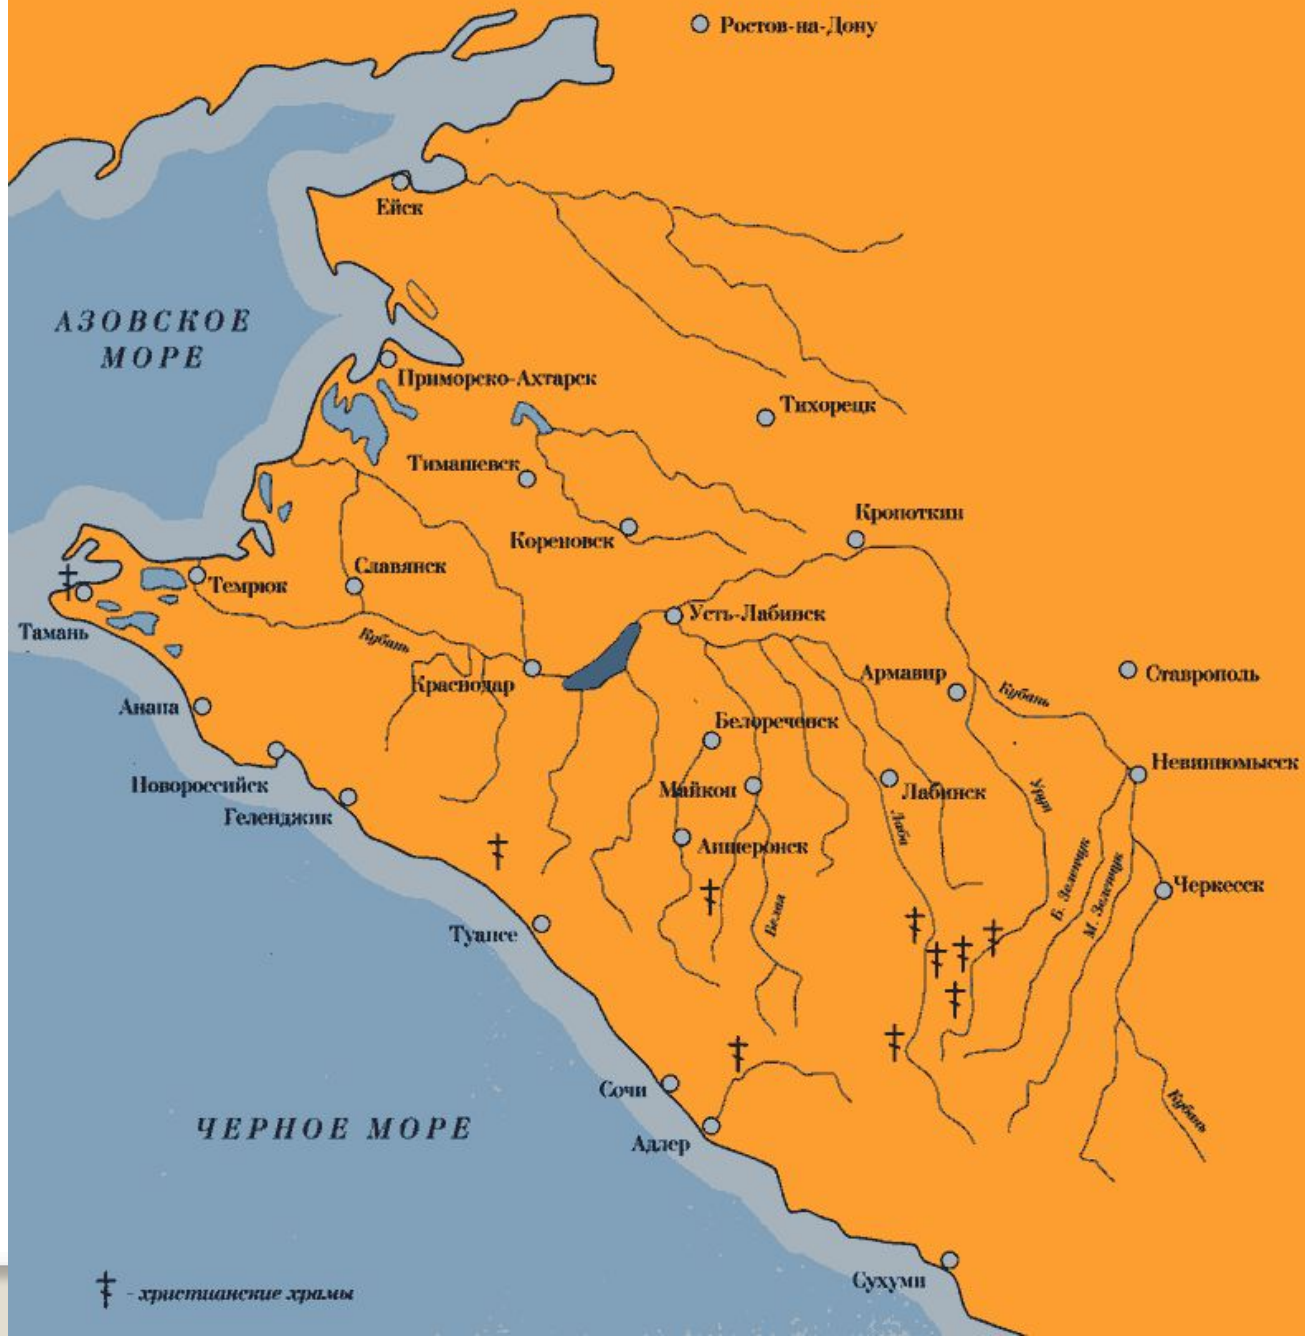 Ростов-на-Дону
Ейск
АЗОВСКОЕ
МОРЕ
Приморско-Ахтарск
Тихорецк
Тимашевск
Кропоткин
Кореновск
Славянск
Темрюк
Усть-Лабинск
Тамань
Кубань
Краснодар
Армавир
Кубань
Ставрополь
Анапа
Белореченск
Невинномысск
Новороссийск
Майкоп
Лабинск
Уруп
Геленджик
Лаба
Апшеронск
Б. Зеленчук
М. Зеленчук
Черкесск
Белая
Туапсе
Сочи
Кубань
ЧЕРНОЕ МОРЕ
Адлер
Сухуми
- христианские храмы